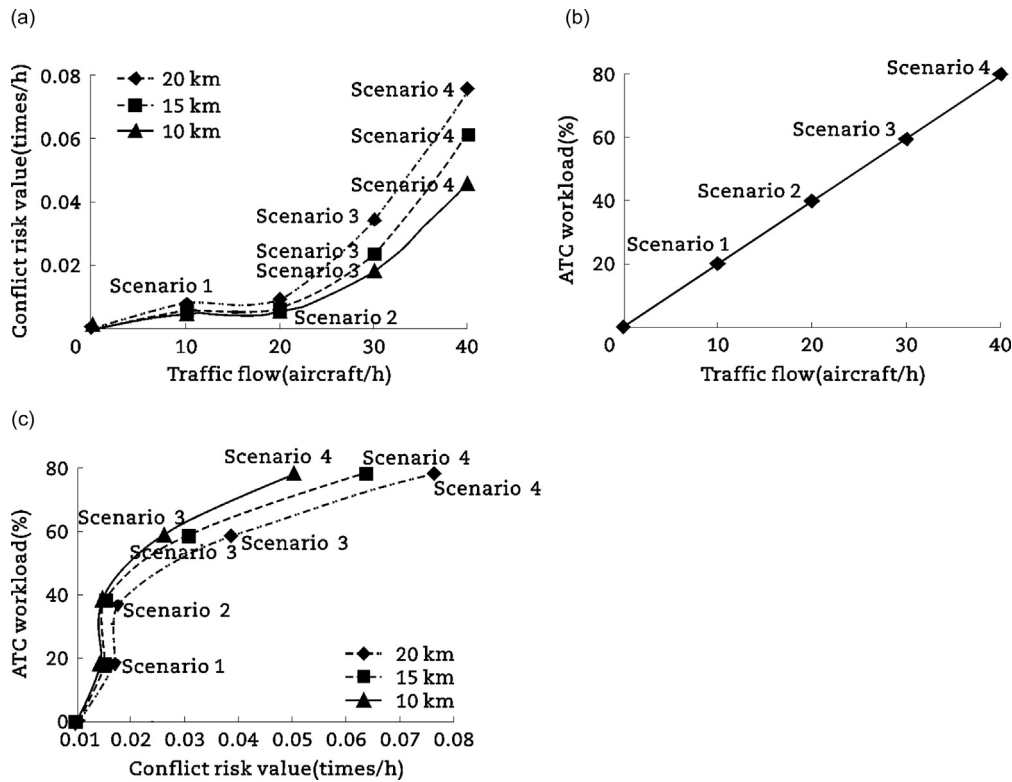 (a)
Conflict risk value(times/h)
0.08
0.06
0.04
0.02
20 km
15 km
10 km
Scenario 4
Scenario 4
Scenario 4
Scenario 3
Scenario 3
Scenario 3
Scenario 1
Scenario 2
0 10 20 30 40
Traffic flow(aircraft/h)
(b)
ATC workload(%)
80
60
40
20
Scenario 4
Scenario 3
Scenario 2
Scenario 1
0 10 20 30 40
Traffic flow(aircraft/h)
(c)
ATC workload(%)
80
60
40
20
0
Scenario 4
Scenario 4
Scenario 4
Scenario 3
Scenario 3
Scenario 3
Scenario 2
Scenario 1
20 km
15 km
10 km
0.01 0.02 0.03 0.04 0.05 0.06 0.07 0.08
Conflict risk value(times/h)